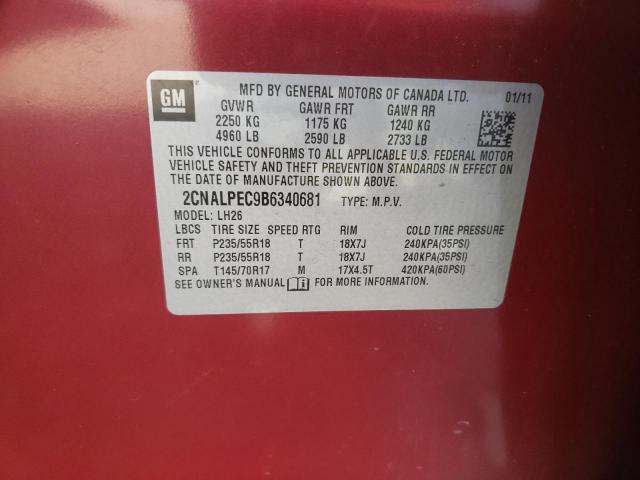 GM
MFD BY GENERAL MOTORS OF CANADA LTD. 01/11
GVWR GAWR FRT GAWR RR
2250 KG 1175 KG 1240 KG
4960 LB 2590 LB 2733 LB
THIS VEHICLE CONFORMS TO ALL APPLICABLE U.S. FEDERAL MOTOR
VEHICLE SAFETY AND THEFT PREVENTION STANDARDS IN EFFECT ON
THE DATE OF MANUFACTURE SHOWN ABOVE.
2CNALPEC9B6340681 TYPE: M.P.V.
MODEL: LH26
LBCS TIRE SIZE SPEED RTG RIM COLD TIRE PRESSURE
FRT P235/55R18 T 18X7J 240KPA(35PSI)
RR P235/55R18 T 18X7J 240KPA(35PSI)
SPA T145/70R17 M 17X4.5T 420KPA(60PSI)
SEE OWNER'S MANUAL FOR MORE INFORMATION.